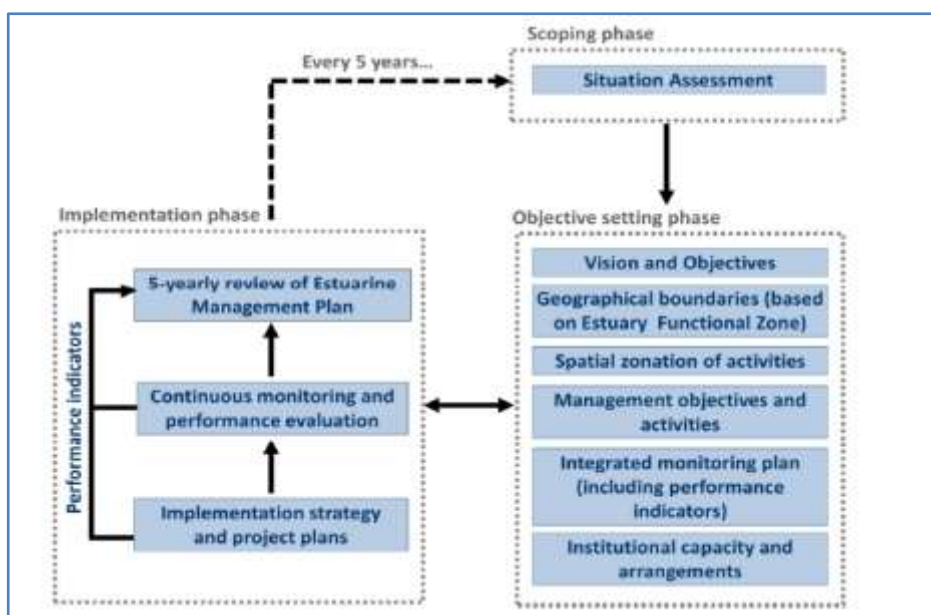 Scoping phase
Every 5 years...
Situation Assessment
Implementation phase
Objective setting phase
5-yearly review of Estuarine
Management Plan
Continuous monitoring and
performance evaluation
Implementation strategy
and project plans
Performance indicators
Vision and Objectives
Geographical boundaries (based
on Estuary Functional Zone)
Spatial zonation of activities
Management objectives and
activities
Integrated monitoring plan
(including performance
indicators)
Institutional capacity and
arrangements